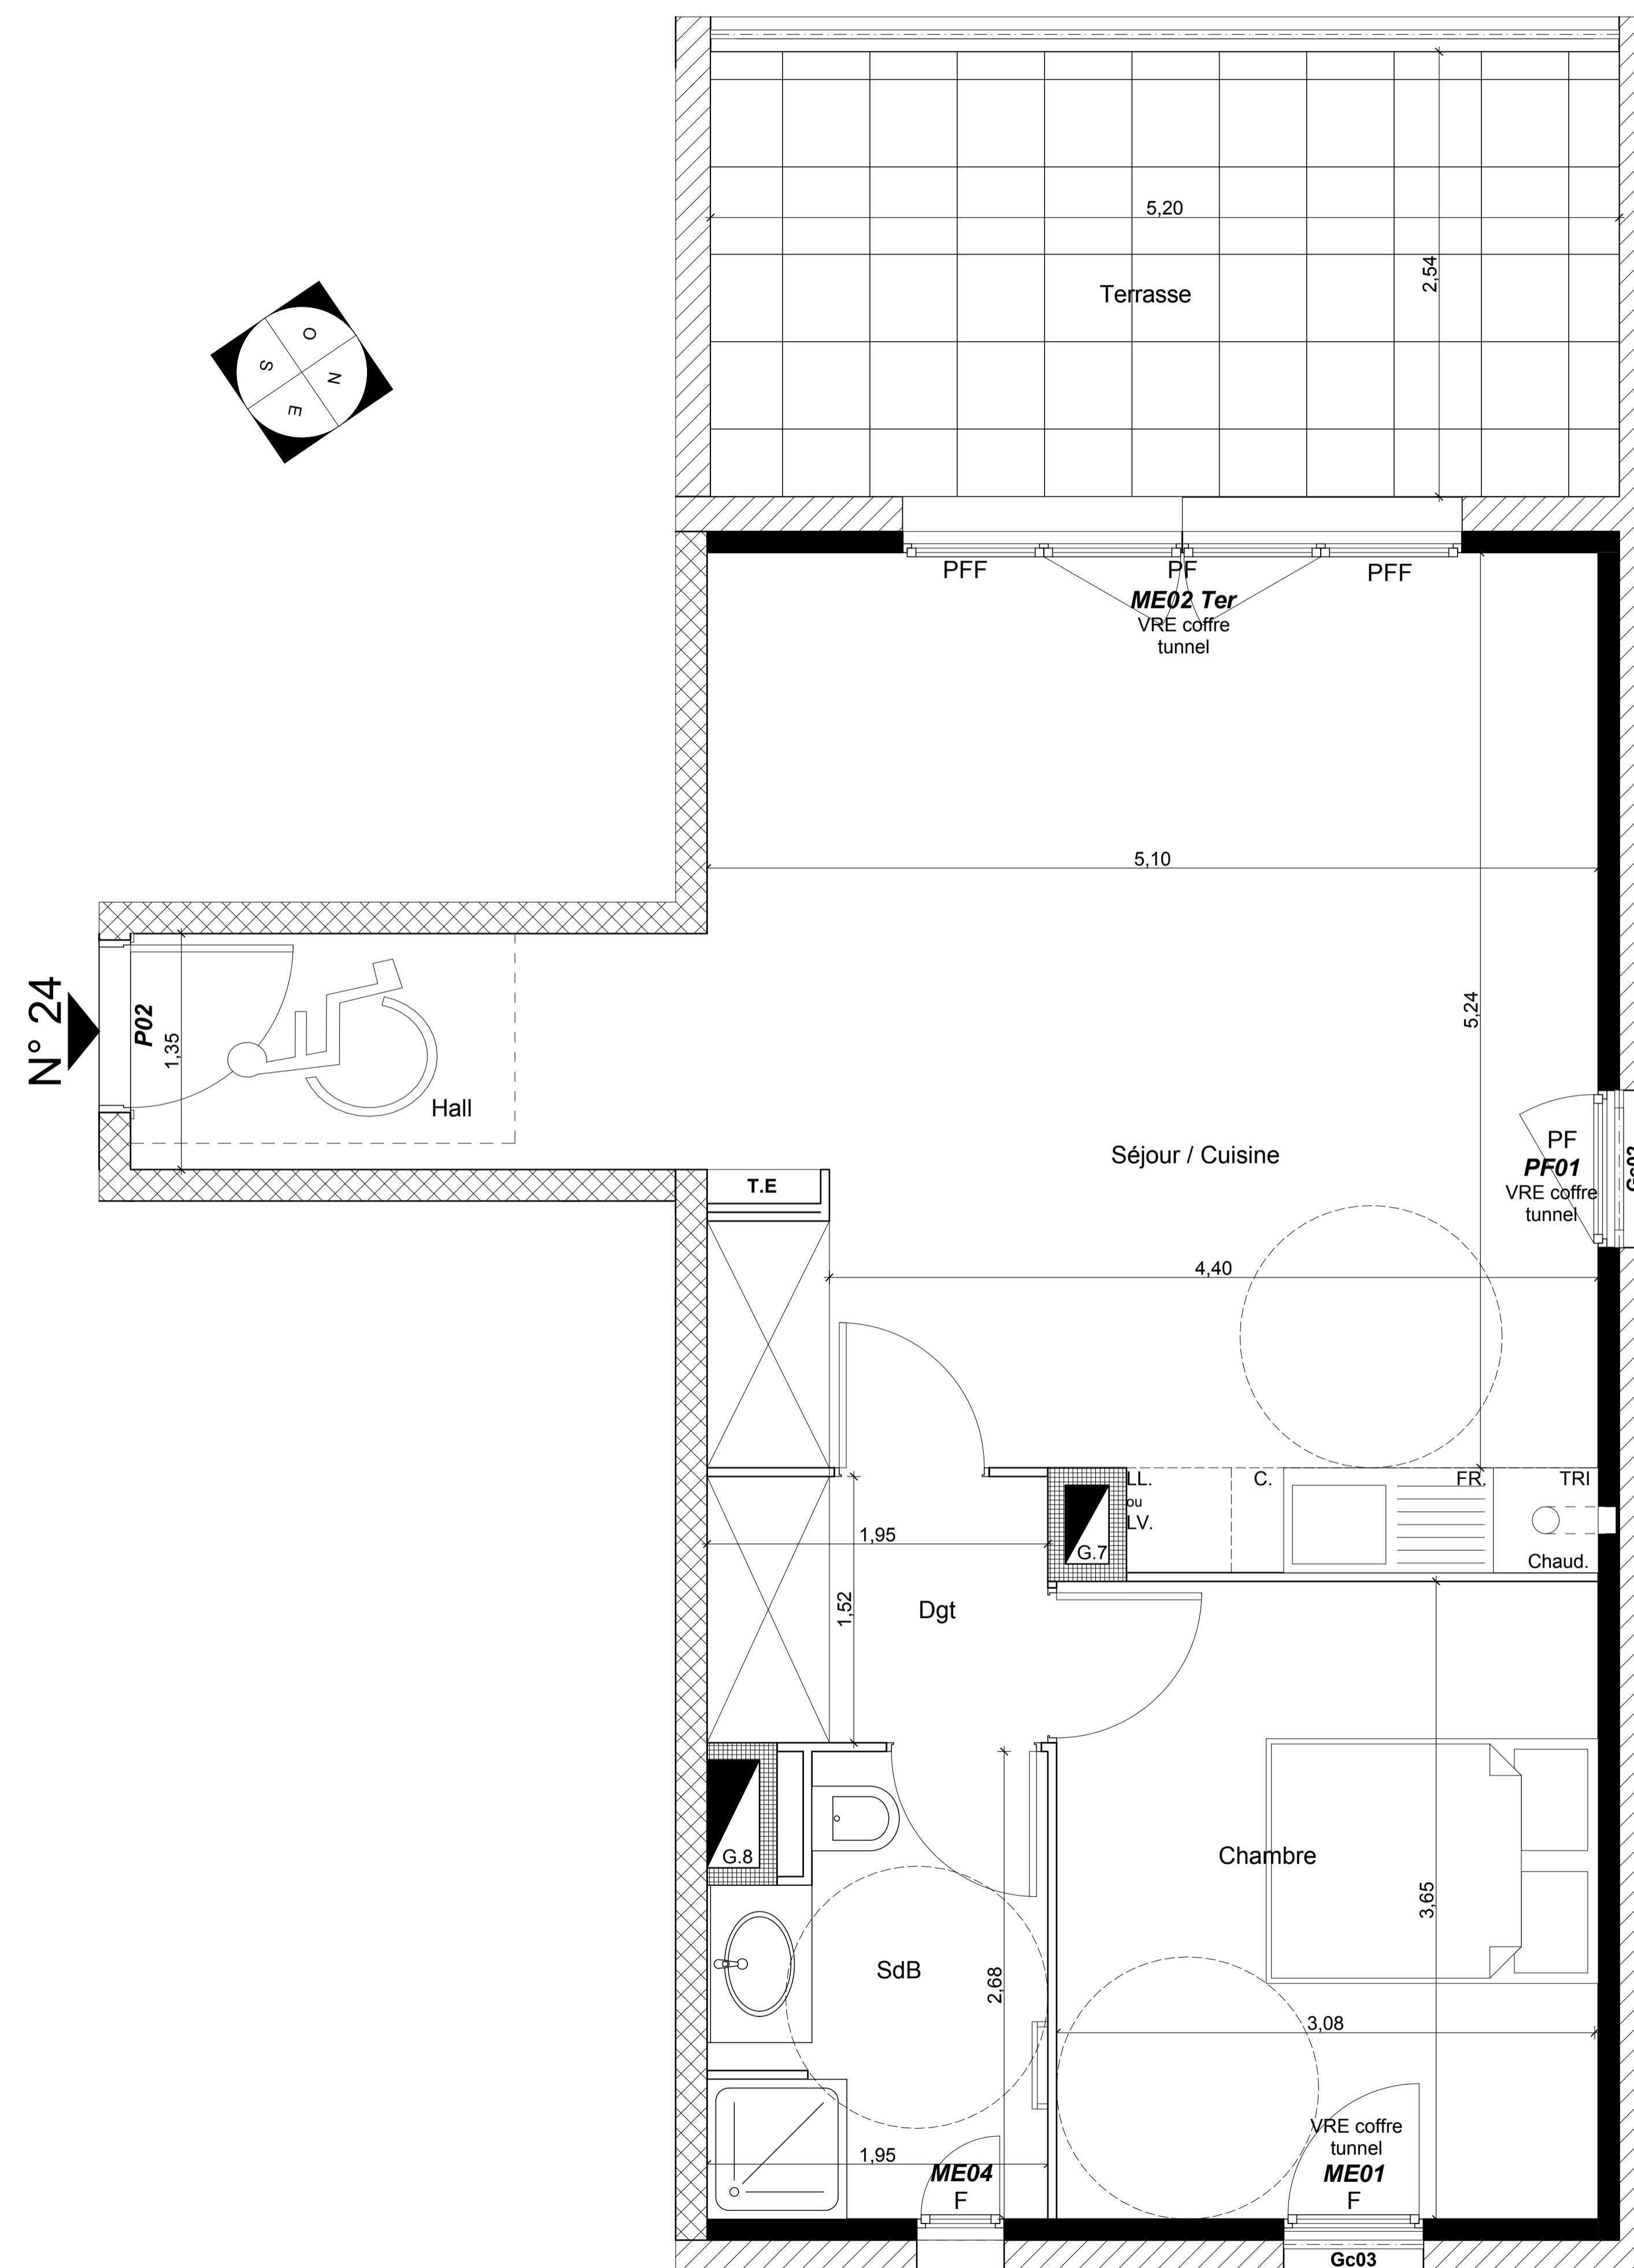 5,20
2,54
Terrasse
O
S
N
E
PFF
PF
PFF
ME02 Ter
VRE coffre
tunnel
5,10
N° 24
P02
1,35
Hall
5,24
Séjour / Cuisine
PF
PF01
VRE coffre
tunnel
Gc02
T.E
4,40
LL.
ou
LV.
C.
FR.
TRI
G.7
Chaud.
1,95
1,52
Dgt
G.8
Chambre
3,65
SdB
2,68
3,08
1,95
ME04
F
VRE coffre
tunnel
ME01
F
Gc03